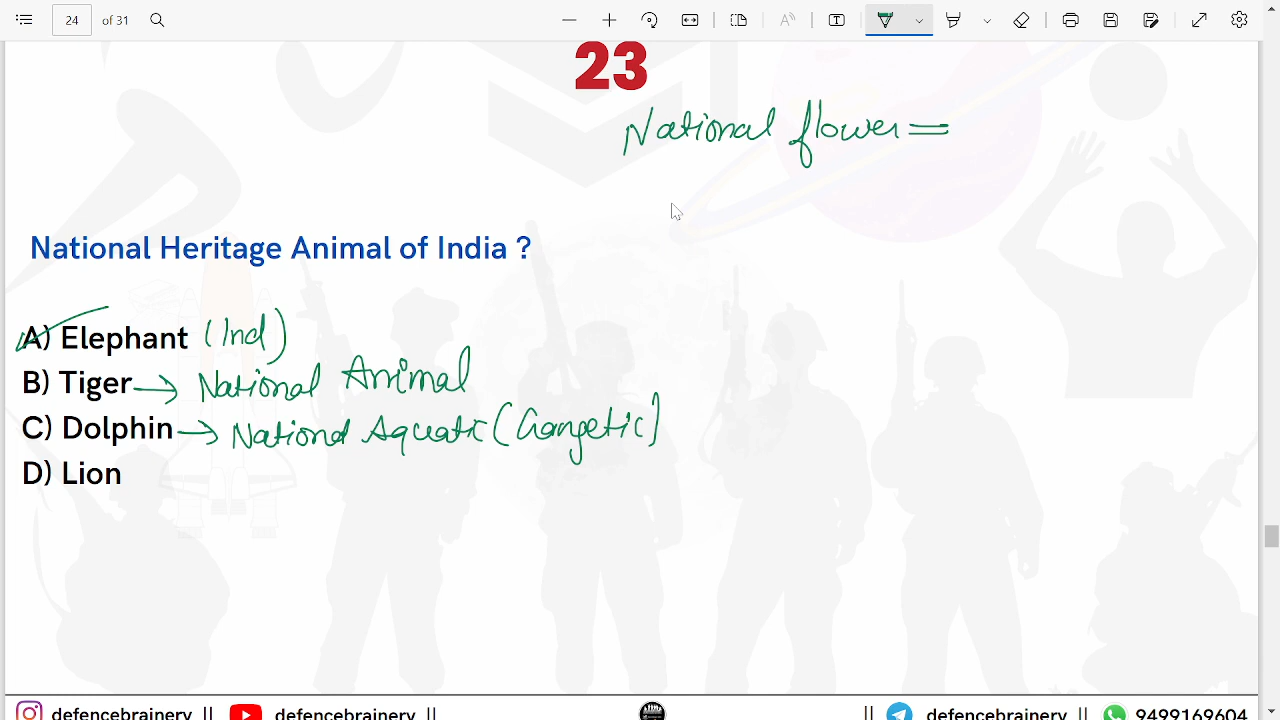 24 of 31
23
National flower =
National Heritage Animal of India ?
A) Elephant (Ind)
B) Tiger → National Animal
C) Dolphin → National Aquatic (Gangetic)
D) Lion
defencebrainery || defencebrainery || || defencebrainery || 9499169604